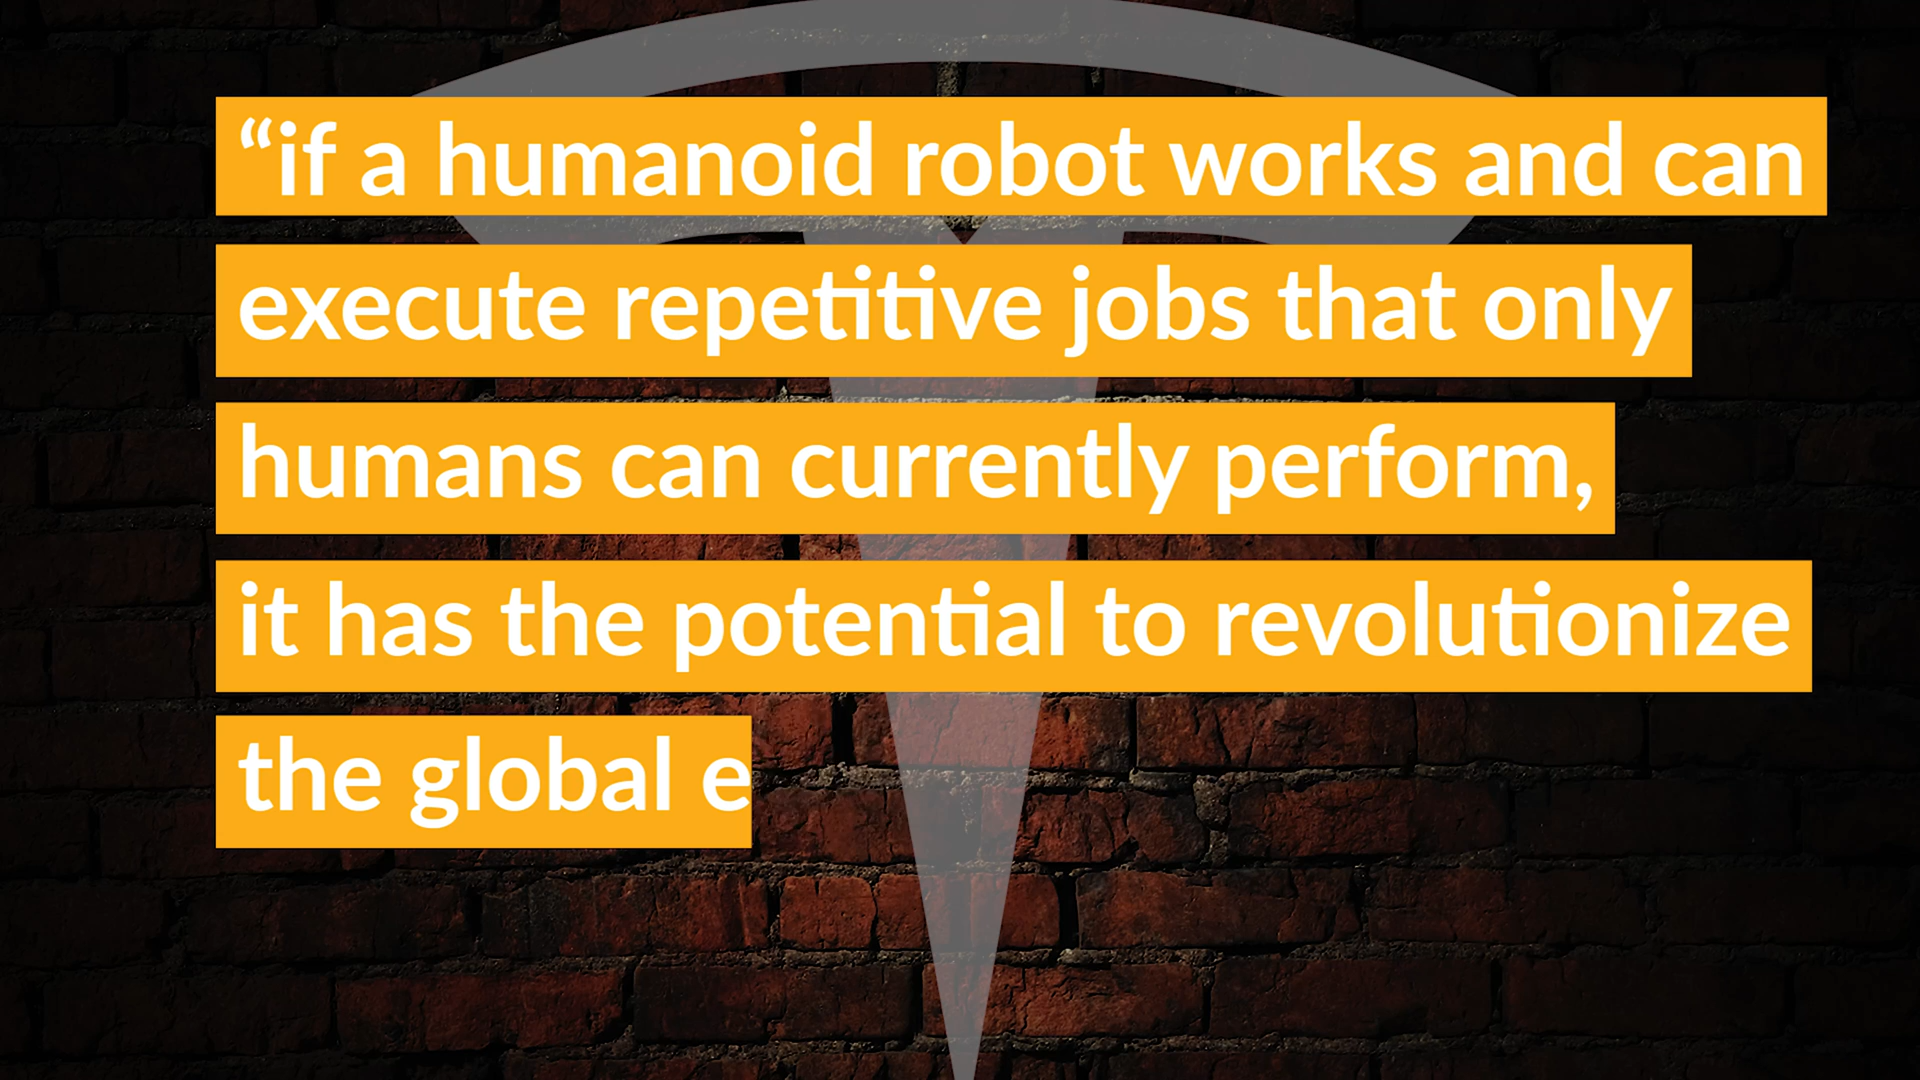 “if a humanoid robot works and can
execute repetitive jobs that only
humans can currently perform,
it has the potential to revolutionize
the global e